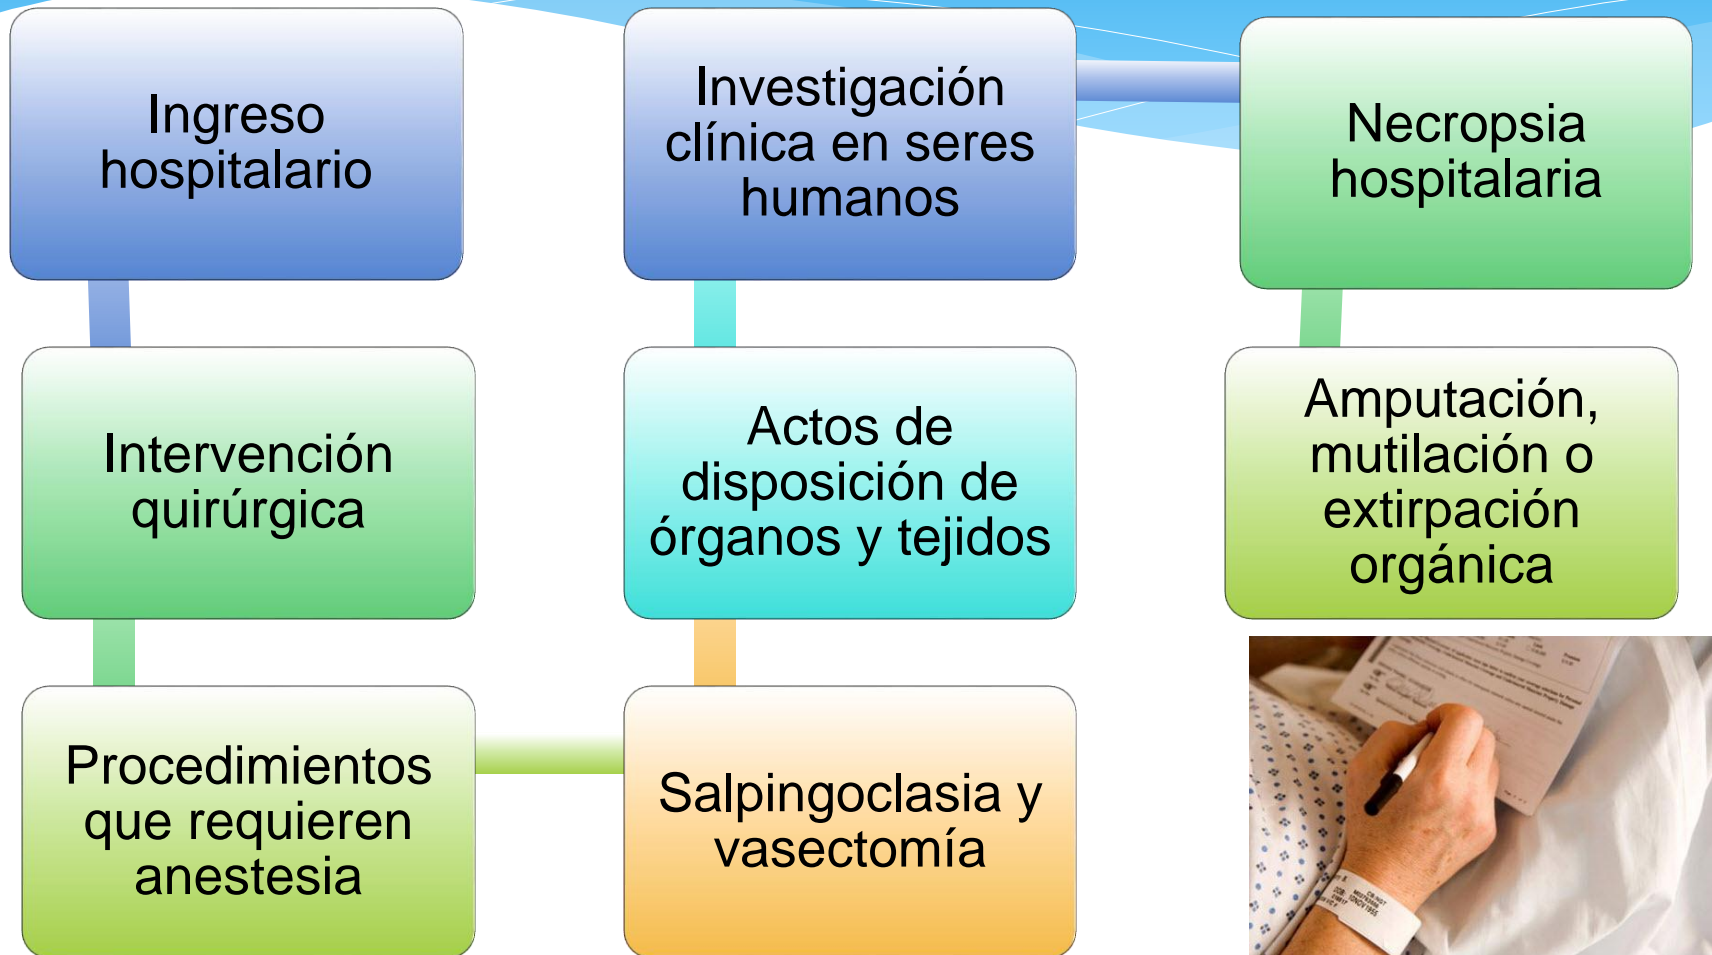 Ingreso
hospitalario
Intervención
quirúrgica
Procedimientos
que requieren
anestesia
Salpingoclasia y
vasectomía
Actos de
disposición de
órganos y tejidos
Investigación
clínica en seres
humanos
Necropsia
hospitalaria
Amputación,
mutilación o
extirpación
orgánica